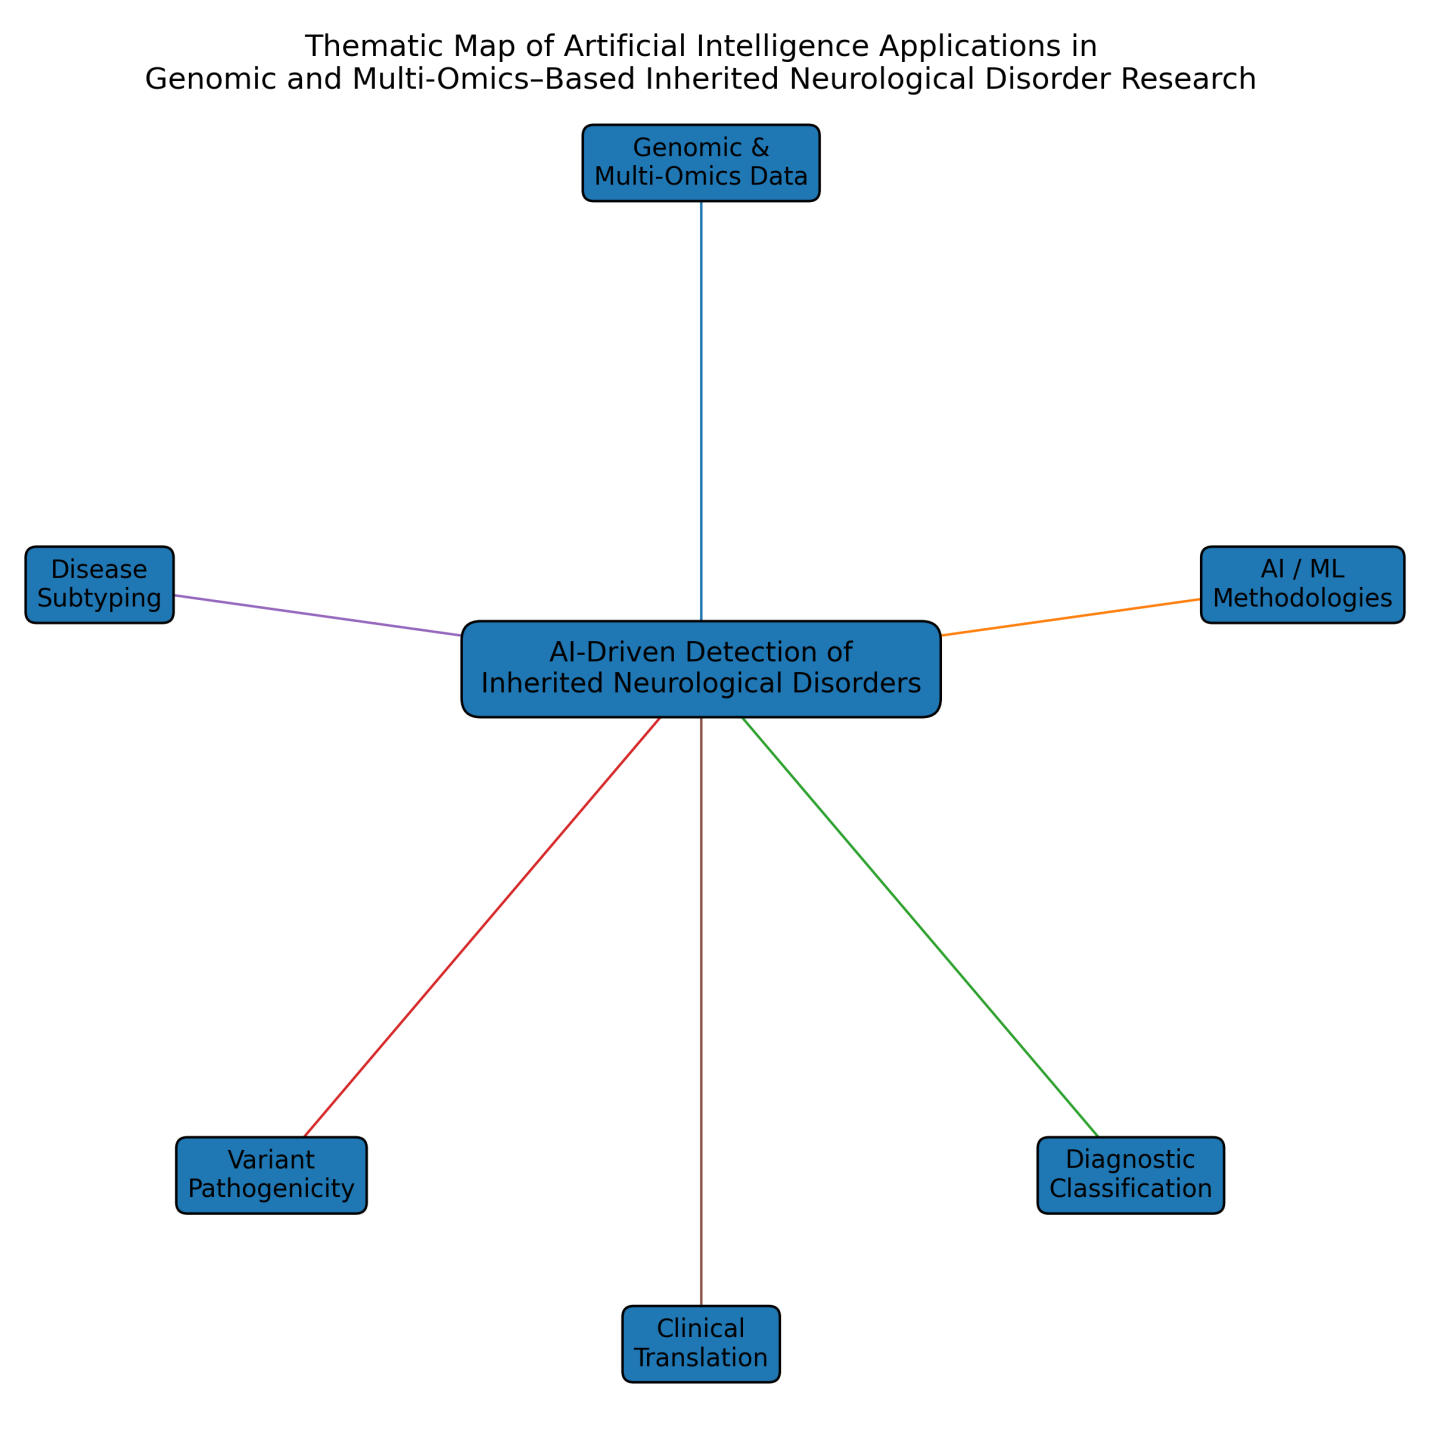 Thematic Map of Artificial Intelligence Applications in
Genomic and Multi-Omics–Based Inherited Neurological Disorder Research
Genomic &
Multi-Omics Data
Disease
Subtyping
AI / ML
Methodologies
AI-Driven Detection of
Inherited Neurological Disorders
Variant
Pathogenicity
Diagnostic
Classification
Clinical
Translation